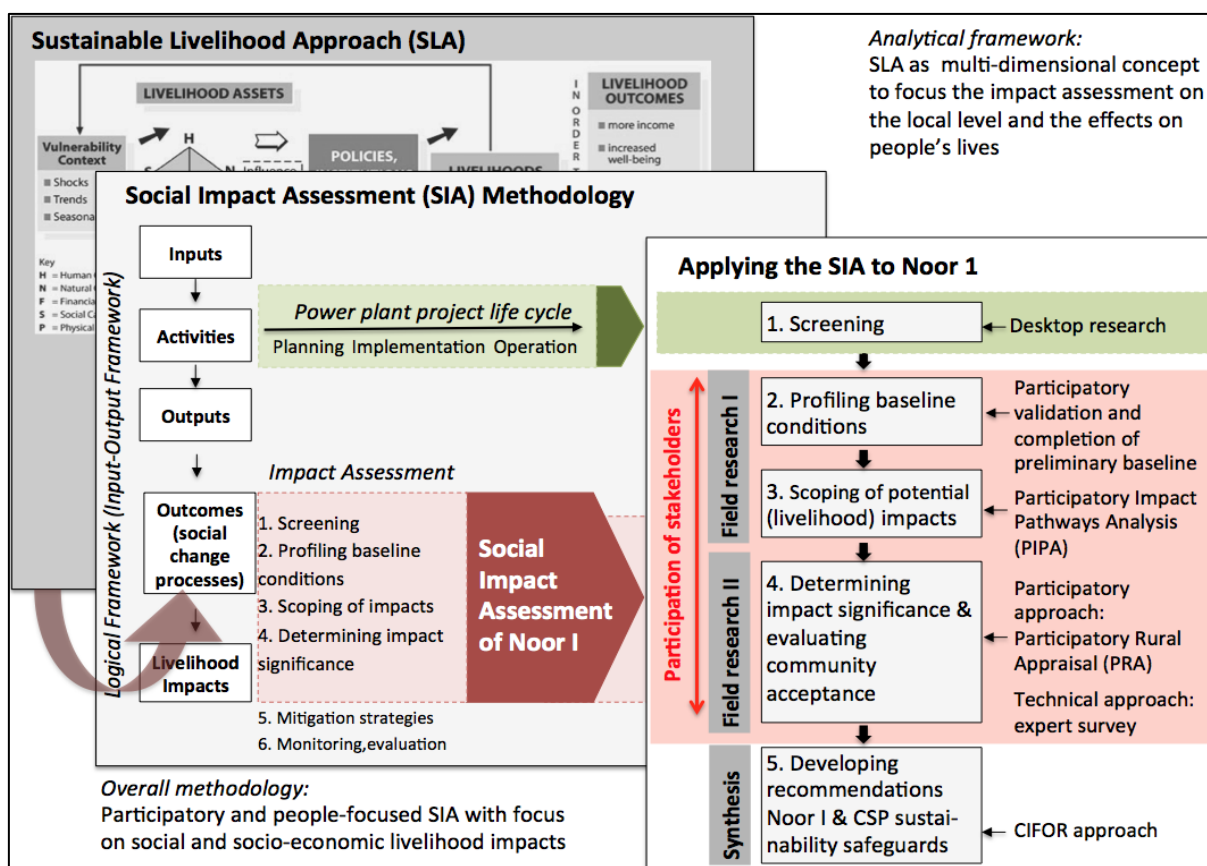 Sustainable Livelihood Approach (SLA)
LIVELIHOOD ASSETS
H
Vulnerability
Context
Shocks
Trends
N
POLICIES,
IN ORDER
LIVELIHOOD
OUTCOMES
more income
increased
well-being
Key
H = Human
N = Natural
F = Financia
S = Social Ca
P = Physical
Analytical framework:
SLA as multi-dimensional concept
to focus the impact assessment on
the local level and the effects on
people's lives
Social Impact Assessment (SIA) Methodology
Logical Framework (Input-Output Framework)
Inputs
Activities
Outputs
Outcomes
(social
change
processes)
Livelihood
Impacts
Power plant project life cycle
Planning Implementation Operation
Impact Assessment
1. Screening
2. Profiling baseline
conditions
3. Scoping of impacts
4. Determining impact
significance
5. Mitigation strategies
6. Monitoring,evaluation
Social
Impact
Assessment
of Noor I
Overall methodology:
Participatory and people-focused SIA with focus
on social and socio-economic livelihood impacts
Applying the SIA to Noor 1
1. Screening
Desktop research
Participation of stakeholders
Field research I
2. Profiling baseline
conditions
Participatory
validation and
completion of
preliminary baseline
3. Scoping of potential
(livelihood) impacts
Participatory Impact
Pathways Analysis
(PIPA)
Field research II
4. Determining
impact significance &
evaluating
community
acceptance
Participatory
approach:
Participatory Rural
Appraisal (PRA)
Technical approach:
expert survey
Synthesis
5. Developing
recommendations
Noor I & CSP sustai-
nability safeguards
CIFOR approach